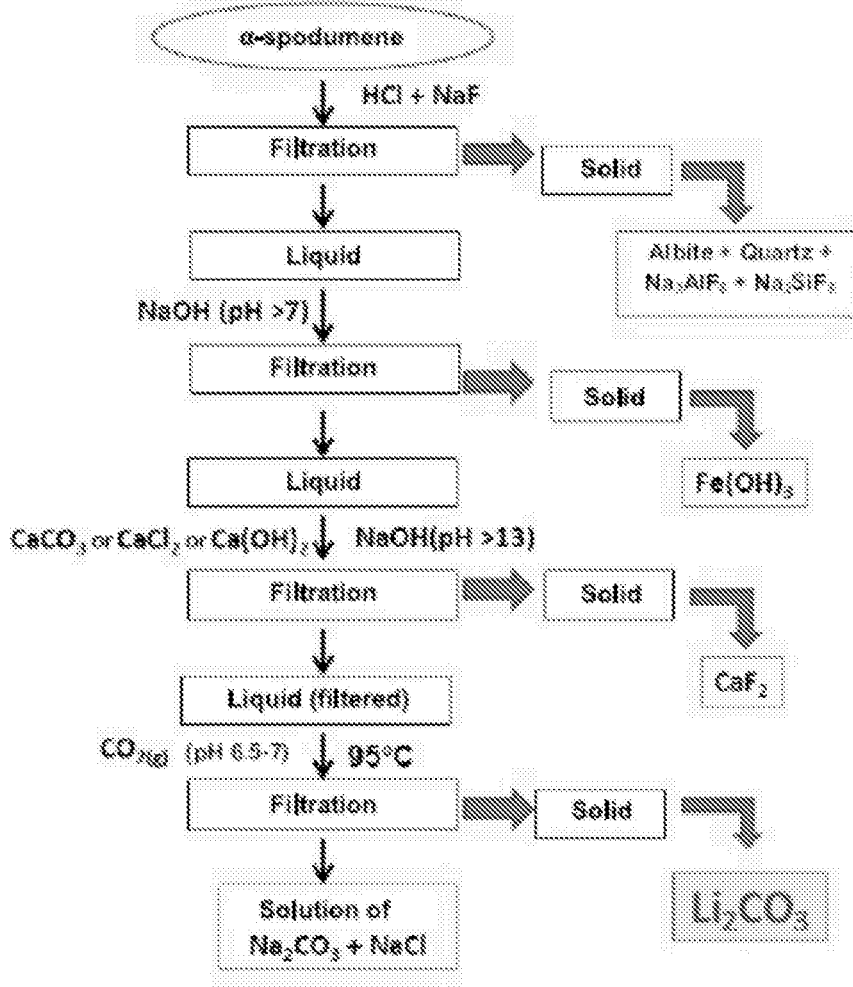 α-spodumene
HCl + NaF
Filtration
Solid
Albite + Quartz +
Na₃AlF₆ + Na₂SiF₆
Liquid
NaOH (pH >7)
Filtration
Solid
Fe(OH)₃
Liquid
CaCO₃ or CaCl₂ or Ca(OH)₂ NaOH(pH >13)
Filtration
Solid
CaF₂
Liquid (filtered)
CO₂(g) (pH 6.5-7) 95°C
Filtration
Solid
Li₂CO₃
Solution of
Na₂CO₃ + NaCl